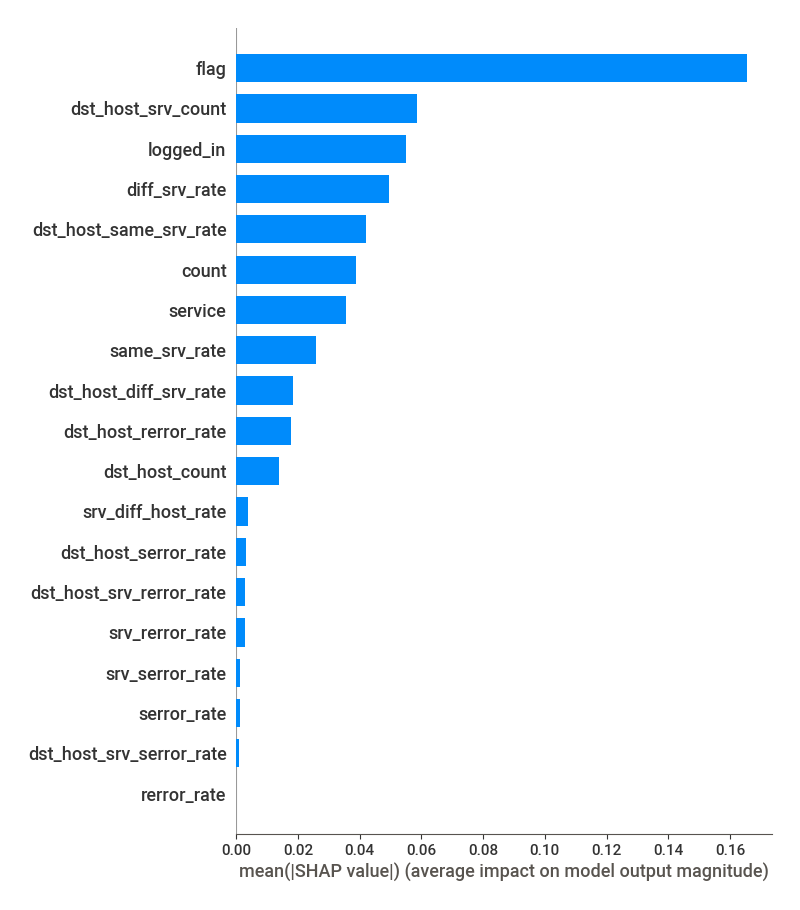 flag
dst_host_srv_count
logged_in
diff_srv_rate
dst_host_same_srv_rate
count
service
same_srv_rate
dst_host_diff_srv_rate
dst_host_rerror_rate
dst_host_count
srv_diff_host_rate
dst_host_serror_rate
dst_host_srv_rerror_rate
srv_rerror_rate
srv_serror_rate
serror_rate
dst_host_srv_serror_rate
rerror_rate
0.00 0.02 0.04 0.06 0.08 0.10 0.12 0.14 0.16
mean(|SHAP value|) (average impact on model output magnitude)